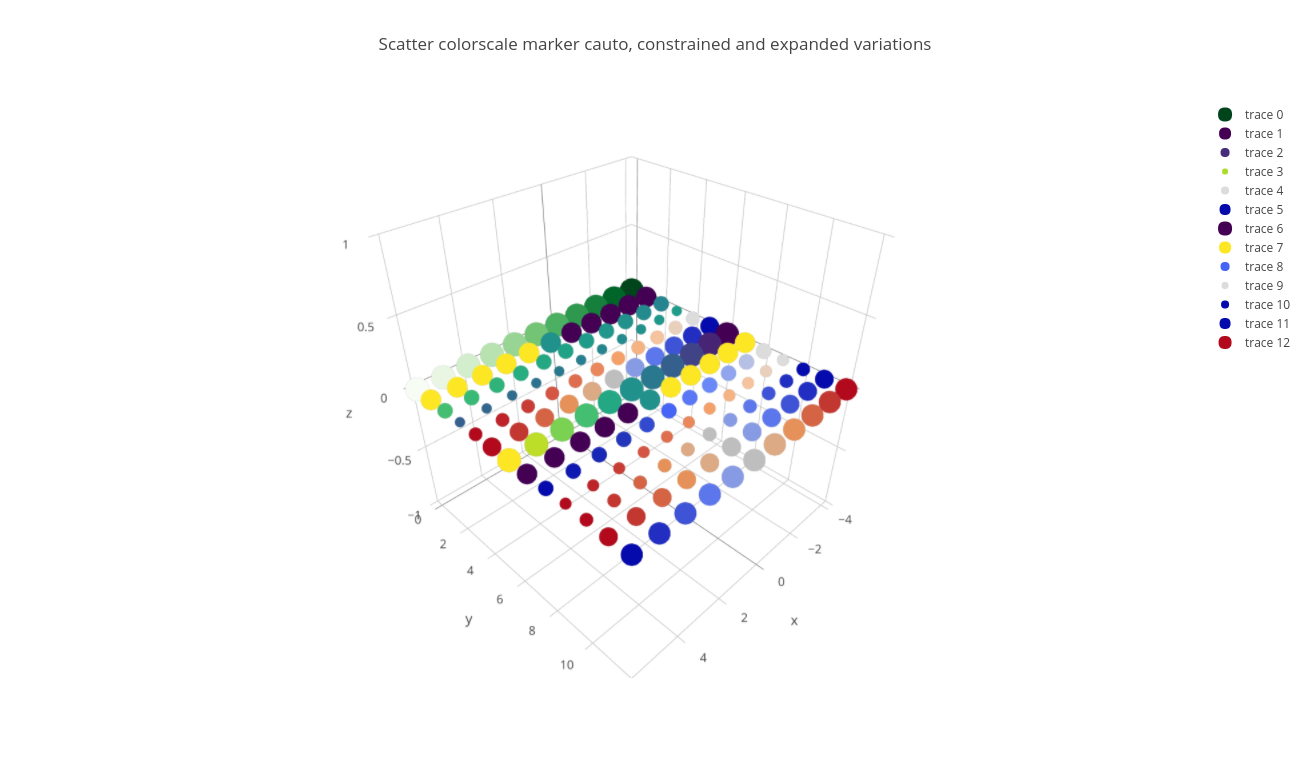 Scatter colorscale marker cauto, constrained and expanded variations
trace 0
trace 1
trace 2
trace 3
trace 4
trace 5
trace 6
trace 7
trace 8
trace 9
trace 10
trace 11
trace 12
1
0.5
0
z
−0.5
−1
0
2
4
6
8
10
y
−4
−2
0
2
4
x